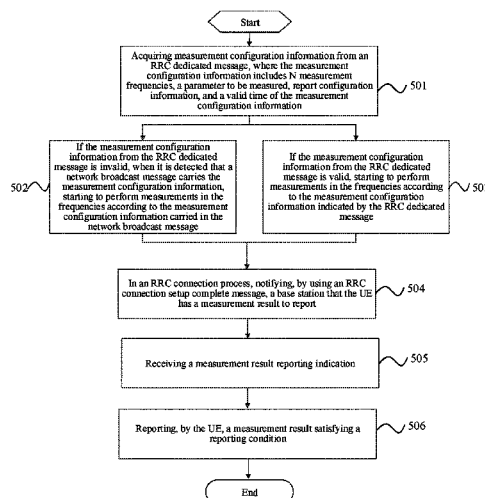 Start
Acquiring measurement configuration information from an
RRC dedicated message, where the measurement
configuration information includes N measurement
frequencies, a parameter to be measured, report configuration
information, and a valid time of the measurement
configuration information
501
If the measurement configuration
information from the RRC dedicated
message is invalid, when it is detected that a
network broadcast message carries the
measurement configuration information,
starting to perform measurements in the
frequencies according to the measurement
configuration information carried in the
network broadcast message
502
If the measurement configuration
information from the RRC dedicated
message is valid, starting to perform
measurements in the frequencies according
to the measurement configuration
information indicated by the RRC dedicated
message
50
In an RRC connection process, notifying, by using an RRC
connection setup complete message, a base station that the UE
has a measurement result to report
504
Receiving a measurement result reporting indication
505
Reporting, by the UE, a measurement result satisfying a
reporting condition
506
End